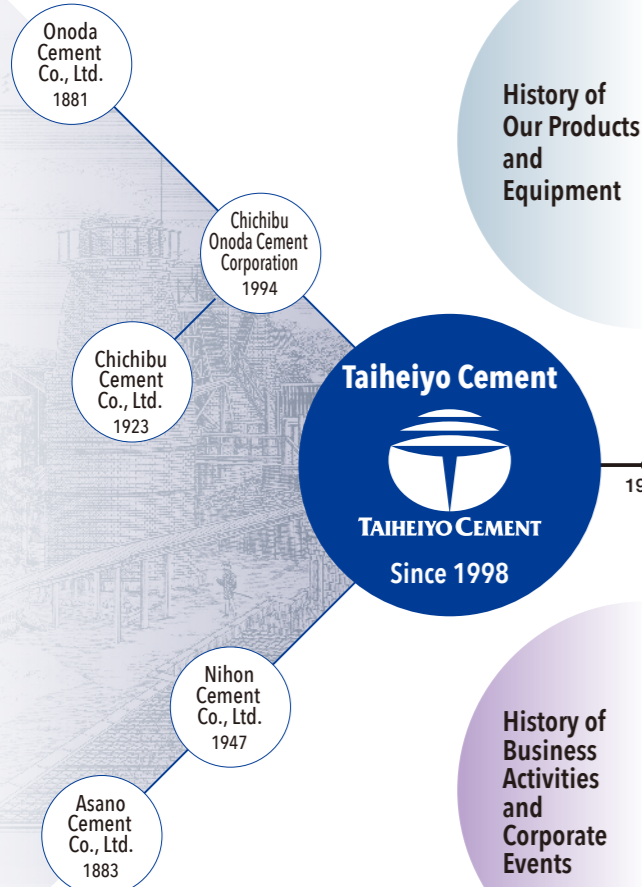 Onoda
Cement
Co., Ltd.
1881
History of
Our Products
and
Equipment
Chichibu
Onoda Cement
Corporation
1994
Chichibu
Cement
Co., Ltd.
1923
Taiheiyo Cement
TAIHEIYO CEMENT
Since 1998
19
Nihon
Cement
Co., Ltd.
1947
History of
Business
Activities
and
Corporate
Events
Asano
Cement
Co., Ltd.
1883